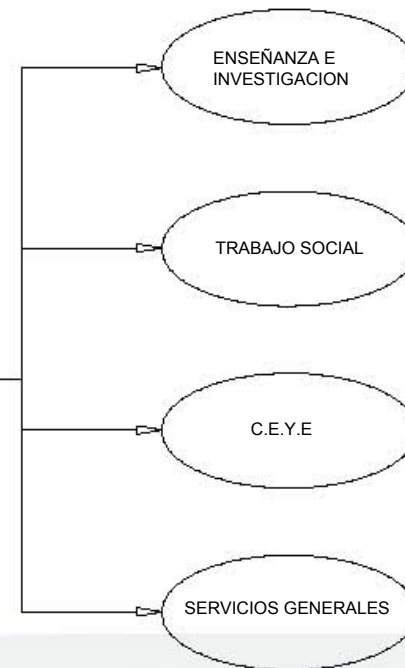 ENSEÑANZA E
INVESTIGACION
TRABAJO SOCIAL
C.E.Y.E
SERVICIOS GENERALES